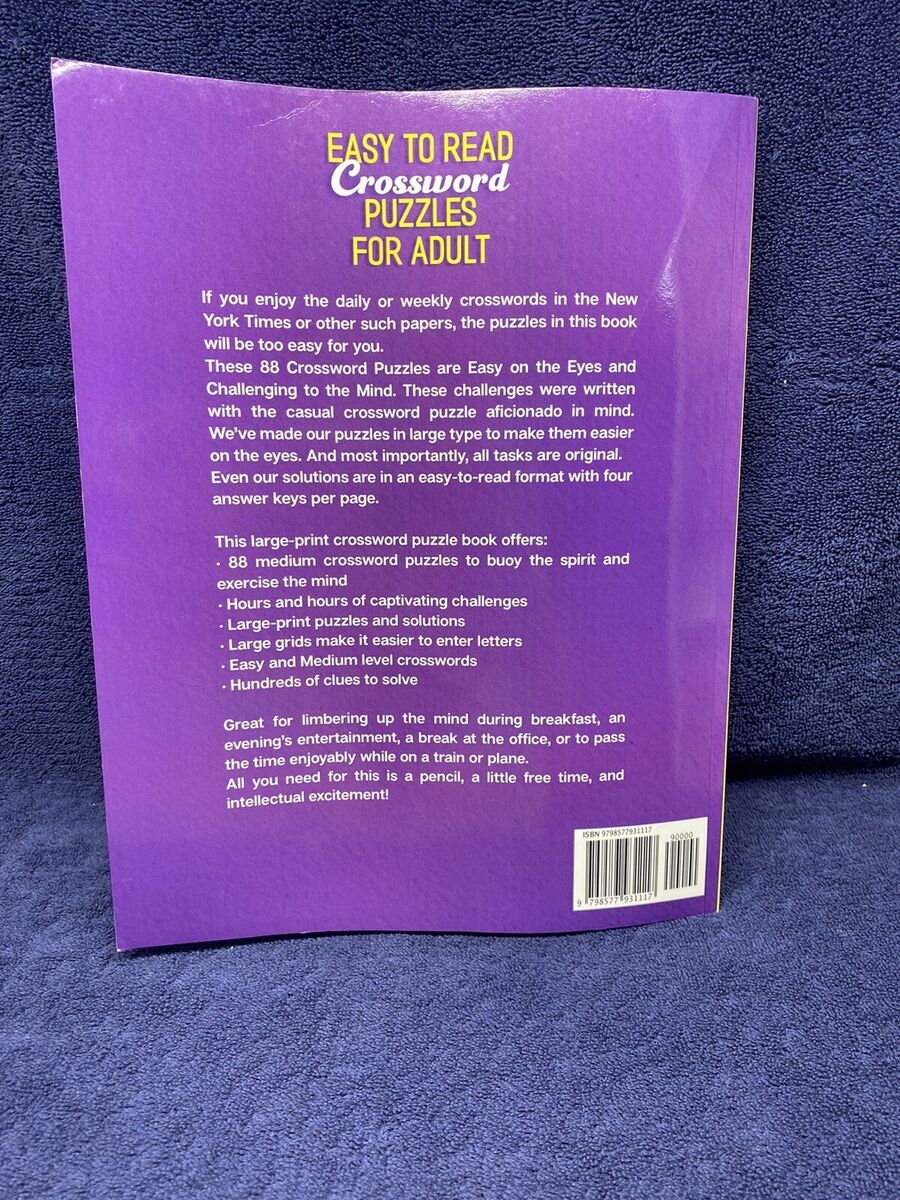 EASY TO READ
Crossword
PUZZLES
FOR ADULT
If you enjoy the daily or weekly crosswords in the New
York Times or other such papers, the puzzles in this book
will be too easy for you.
These 88 Crossword Puzzles are Easy on the Eyes and
Challenging to the Mind. These challenges were written
with the casual crossword puzzle aficionado in mind.
We've made our puzzles in large type to make them easier
on the eyes. And most importantly, all tasks are original.
Even our solutions are in an easy-to-read format with four
answer keys per page.
This large-print crossword puzzle book offers:
· 88 medium crossword puzzles to buoy the spirit and
exercise the mind
· Hours and hours of captivating challenges
· Large-print puzzles and solutions
· Large grids make it easier to enter letters
· Easy and Medium level crosswords
· Hundreds of clues to solve
Great for limbering up the mind during breakfast, an
evening's entertainment, a break at the office, or to pass
the time enjoyably while on a train or plane.
All you need for this is a pencil, a little free time, and
intellectual excitement!
ISBN 9798577931117
90000
9 798577 931117